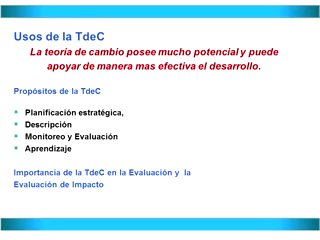 Usos de la TdeC
La teoría de cambio posee mucho potencial y puede
apoyar de manera mas efectiva el desarrollo.
Propósitos de la TdeC
Planificación estratégica,
Descripción
Monitoreo y Evaluación
Aprendizaje
Importancia de la TdeC en la Evaluación y la
Evaluación de Impacto